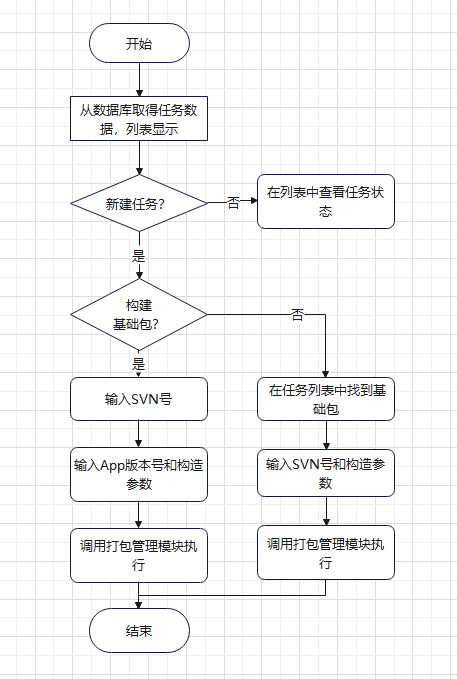 开始
从数据库取得任务数
据，列表显示
新建任务？
否
在列表中查看任务状
态
是
构建
基础包？
否
是
输入SVN号
在任务列表中找到基
础包
输入App版本号和构造
参数
输入SVN号和构造参
数
调用打包管理模块执
行
调用打包管理模块执
行
结束